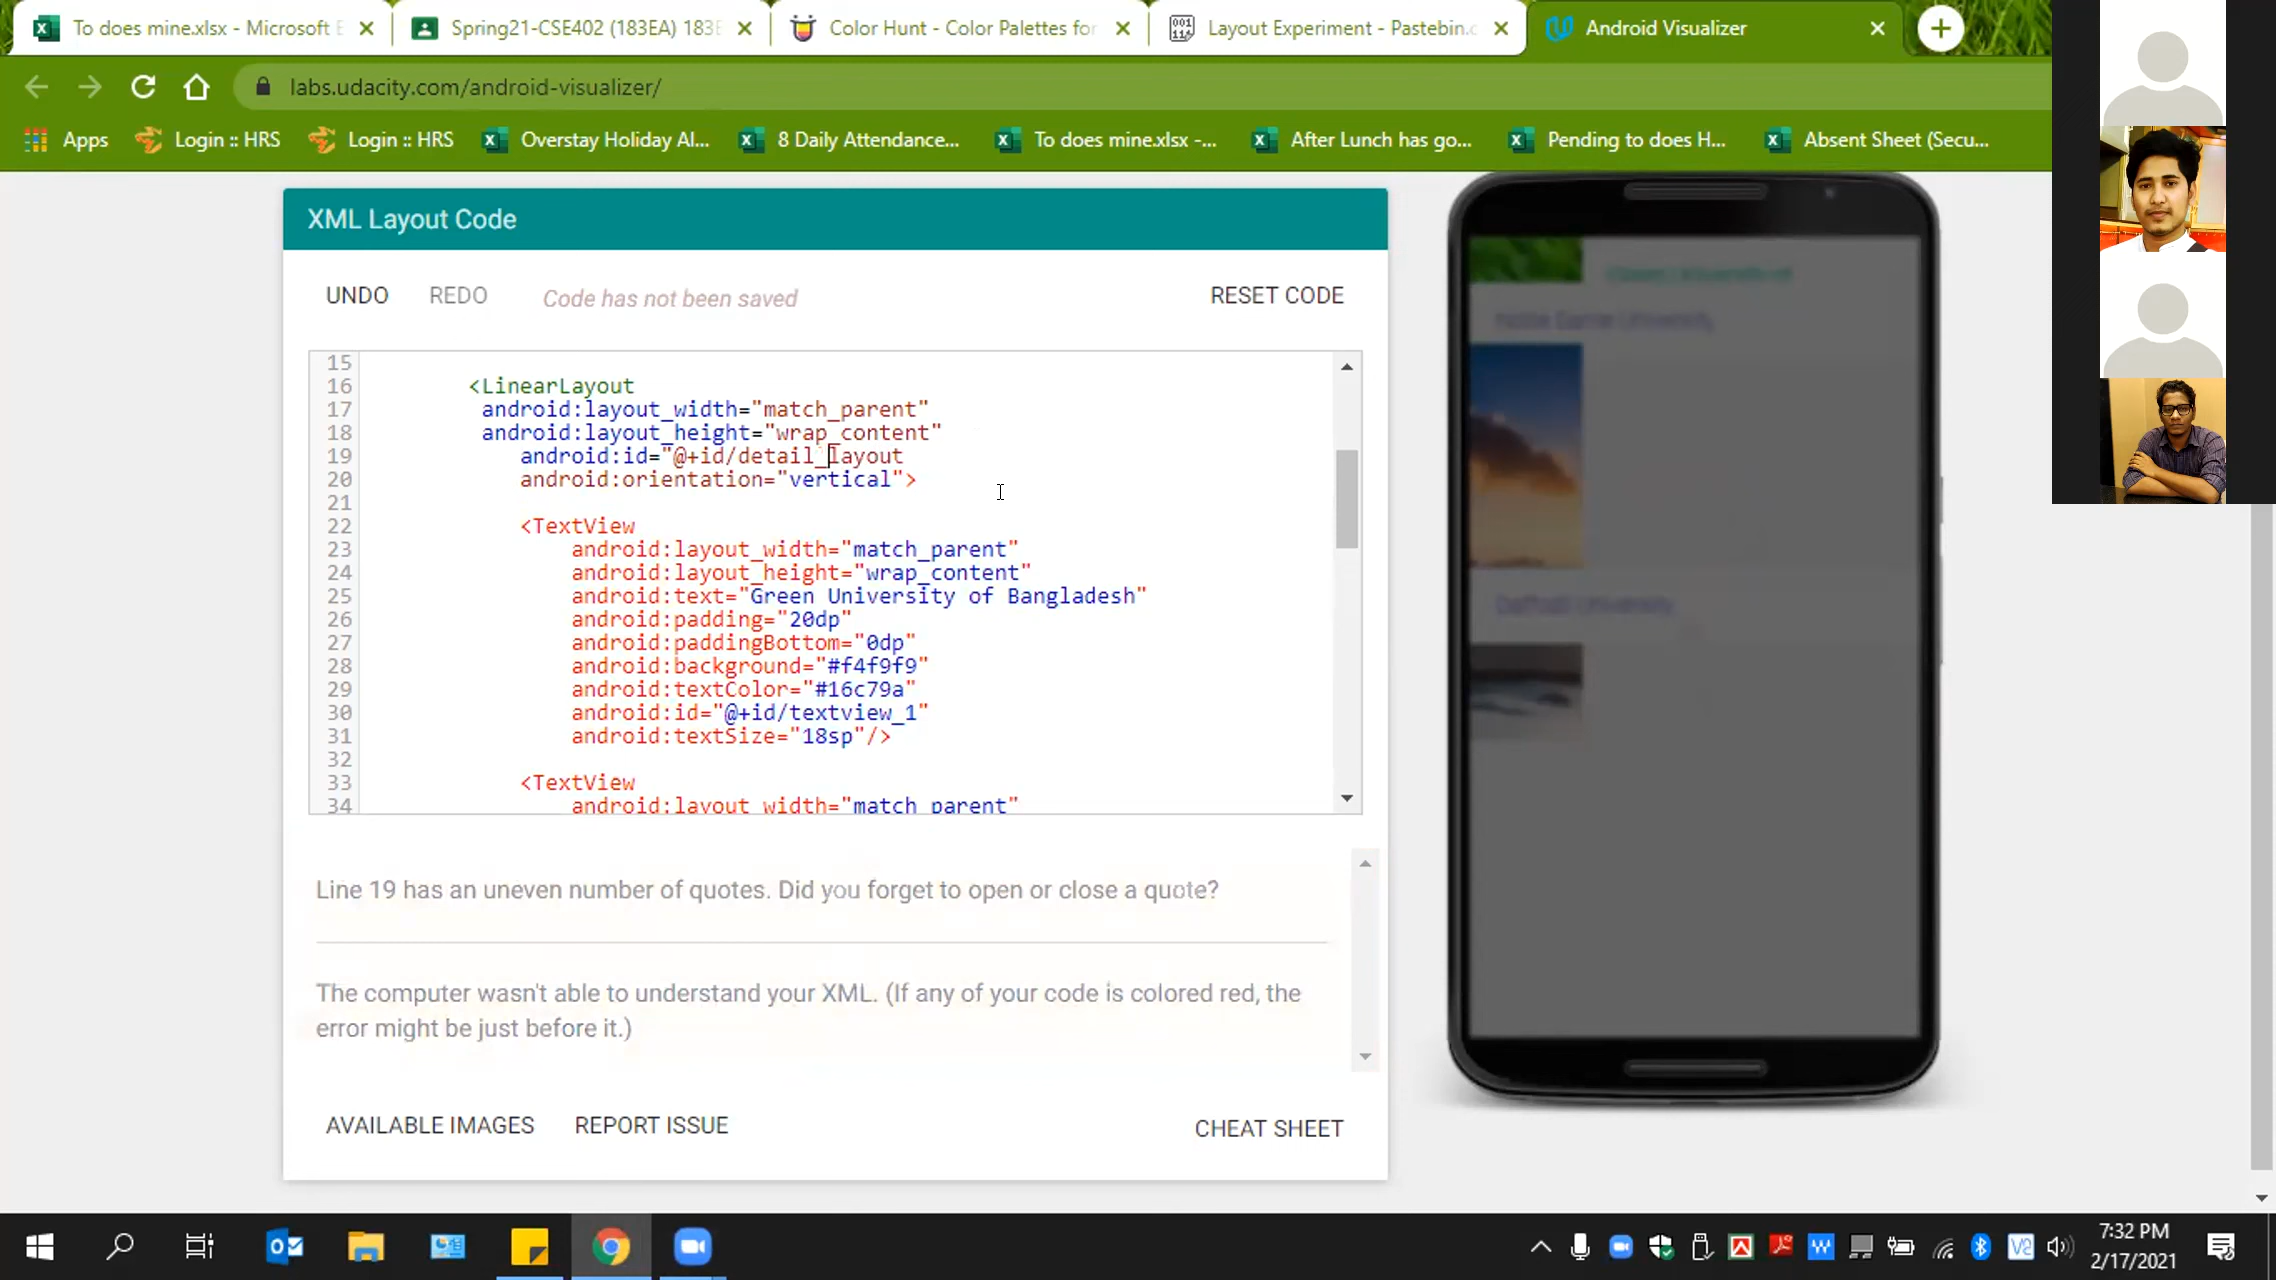 To does mine.xlsx - Microsoft E
Spring21-CSE402 (183EA) 183E
Color Hunt - Color Palettes for
Layout Experiment - Pastebin.c
Android Visualizer
labs.udacity.com/android-visualizer/
Apps
Login :: HRS
Login :: HRS
Overstay Holiday Al...
8 Daily Attendance...
To does mine.xlsx -...
After Lunch has go...
Pending to does H...
Absent Sheet (Secu...
XML Layout Code
UNDO
REDO
Code has not been saved
RESET CODE
15
16 <LinearLayout
17 android:layout_width="match_parent"
18 android:layout_height="wrap_content"
19 android:id="@+id/detail_layout
20 android:orientation="vertical">
21
22 <TextView
23 android:layout_width="match_parent"
24 android:layout_height="wrap_content"
25 android:text="Green University of Bangladesh"
26 android:padding="20dp"
27 android:paddingBottom="0dp"
28 android:background="#f4f9f9"
29 android:textColor="#16c79a"
30 android:id="@+id/textview_1"
31 android:textSize="18sp"/>
32
33 <TextView
34 android:layout_width="match_parent"
Notre Dame University
Daffodil University
Line 19 has an uneven number of quotes. Did you forget to open or close a quote?
The computer wasn't able to understand your XML. (If any of your code is colored red, the
error might be just before it.)
AVAILABLE IMAGES
REPORT ISSUE
CHEAT SHEET
7:32 PM
2/17/2021